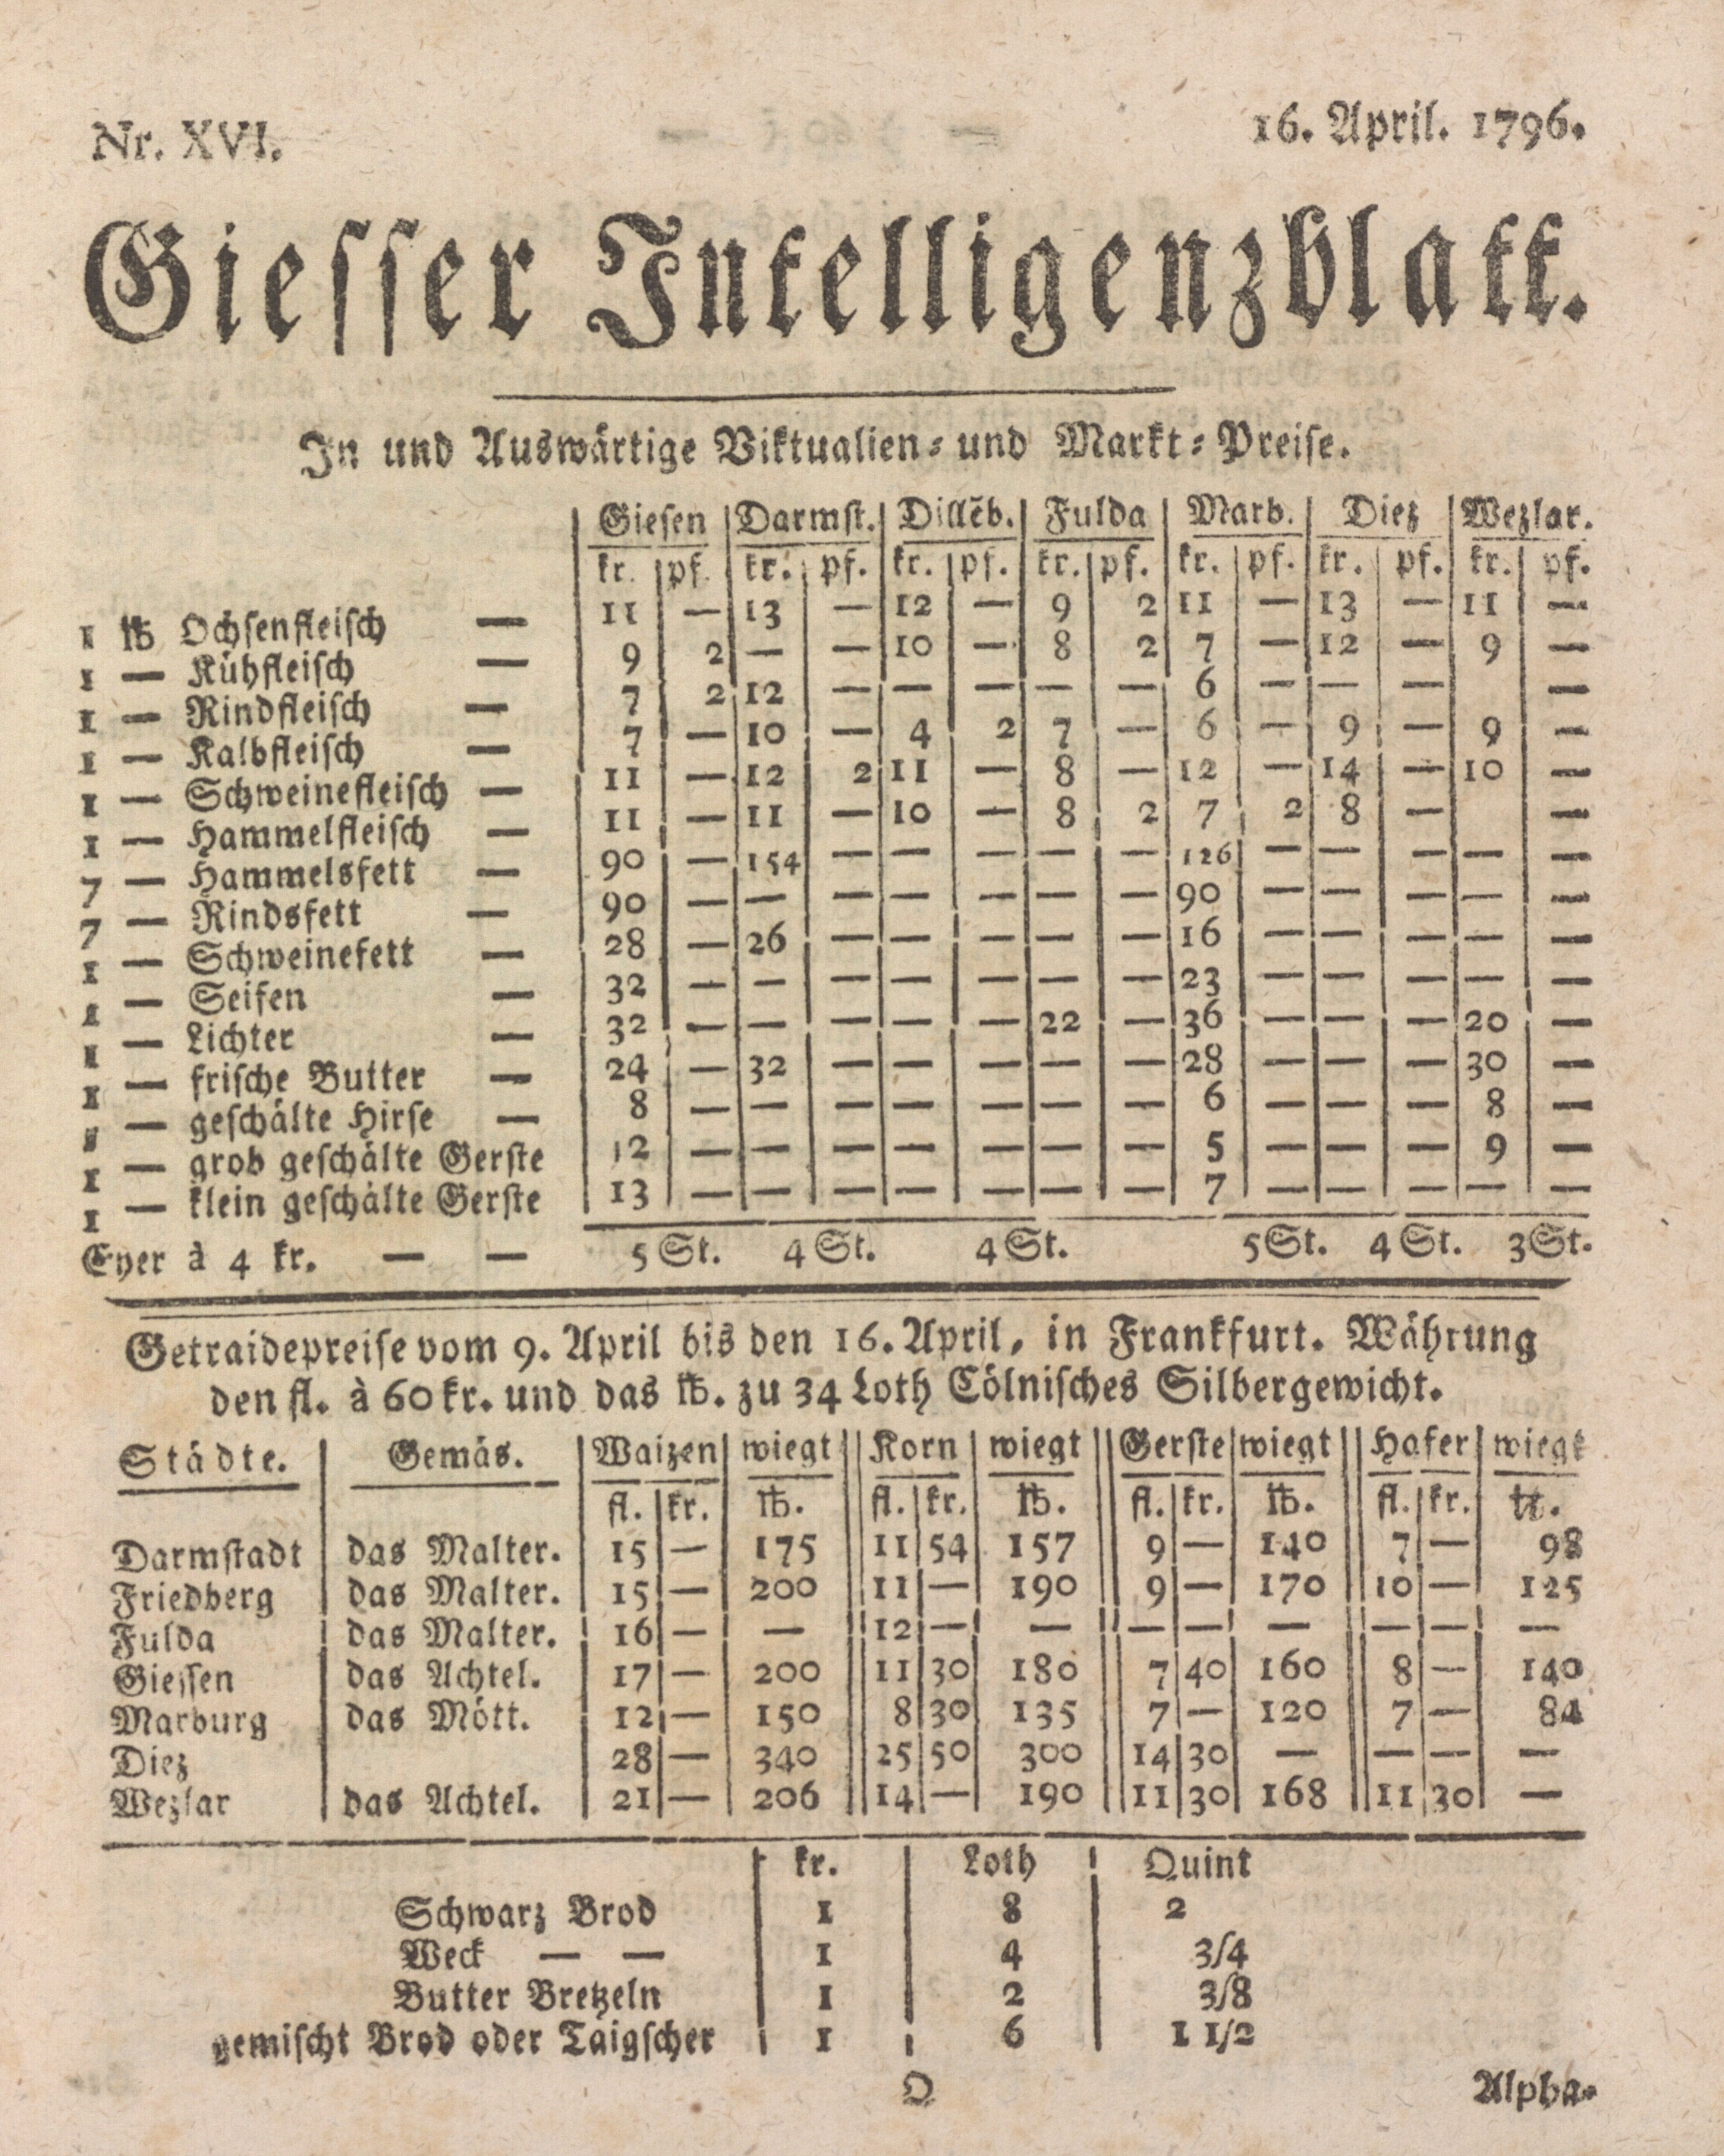 Nr. XVI. 16. April. 1796.
Giesser Intelligenzblatt.
In und Auswärtige Viktualien- und Markt-Preise.
Giesen | Darmst. | Dillēb. | Fulda | Marb. | Diez | Wezlar.
kr. | pf. | kr. | pf. | kr. | pf. | kr. | pf. | kr. | pf. | kr. | pf. | kr. | pf.
1 ℔ Ochsenfleisch — 11 | — | 13 | — | 12 | — | 9 | 2 | 11 | — | 13 | — | 11 | —
1 — Kühfleisch — 9 | 2 | — | — | 10 | — | 8 | 2 | 7 | — | 12 | — | 9 | —
1 — Rindfleisch — 7 | 2 | 12 | — | — | — | — | — | 6 | — | — | — | | —
1 — Kalbfleisch — 7 | — | 10 | — | 4 | 2 | 7 | — | 6 | — | 9 | — | 9 | —
1 — Schweinefleisch — 11 | — | 12 | 2 | 11 | — | 8 | — | 12 | — | 14 | — | 10 | —
1 — Hammelfleisch — 11 | — | 11 | — | 10 | — | 8 | 2 | 7 | 2 | 8 | — | | —
7 — Hammelsfett — 90 | — | 154 | — | — | — | — | — | 126 | — | — | — | — | —
7 — Rindsfett — 90 | — | — | — | — | — | — | — | 90 | — | — | — | — | —
1 — Schweinefett — 28 | — | 26 | — | — | — | — | — | 16 | — | — | — | — | —
1 — Seifen — 32 | — | — | — | — | — | — | — | 23 | — | — | — | — | —
1 — Lichter — 32 | — | — | — | — | — | 22 | — | 36 | — | — | — | 20 | —
1 — frische Butter — 24 | — | 32 | — | — | — | — | — | 28 | — | — | — | 30 | —
1 — geschälte Hirse — 8 | — | — | — | — | — | — | — | 6 | — | — | — | 8 | —
1 — grob geschälte Gerste 12 | — | — | — | — | — | — | — | 5 | — | — | — | 9 | —
1 — klein geschälte Gerste 13 | — | — | — | — | — | — | — | 7 | — | — | — | — | —
Eyer à 4 kr. — — 5 St. 4 St. 4 St. 5 St. 4 St. 3 St.
Getraidepreise vom 9. April bis den 16. April, in Frankfurt. Währung
den fl. à 60 kr. und das ℔. zu 34 Loth Cölnisches Silbergewicht.
Städte. | Gemäs. | Waizen | wiegt || Korn | wiegt || Gerste | wiegt || Hafer | wiegt
fl. | kr. | ℔. || fl. | kr. | ℔. || fl. | kr. | ℔. || fl. | kr. | ℔.
Darmstadt | das Malter. | 15 | — | 175 || 11 | 54 | 157 || 9 | — | 140 || 7 | — | 98
Friedberg | das Malter. | 15 | — | 200 || 11 | — | 190 || 9 | — | 170 || 10 | — | 125
Fulda | das Malter. | 16 | — | — || 12 | — | — || — | — | — || — | — | —
Giessen | das Achtel. | 17 | — | 200 || 11 | 30 | 180 || 7 | 40 | 160 || 8 | — | 140
Marburg | das Mött. | 12 | — | 150 || 8 | 30 | 135 || 7 | — | 120 || 7 | — | 84
Diez | | 28 | — | 340 || 25 | 50 | 300 || 14 | 30 | — || — | — | —
Wezlar | das Achtel. | 21 | — | 206 || 14 | — | 190 || 11 | 30 | 168 || 11 | 30 | —
kr. | Loth | Quint
Schwarz Brod | 1 | 8 | 2
Weck — — | 1 | 4 | 3/4
Butter Bretzeln | 1 | 2 | 3/8
gemischt Brod oder Taigscher | 1 | 6 | 1 1/2
Q Alpha-